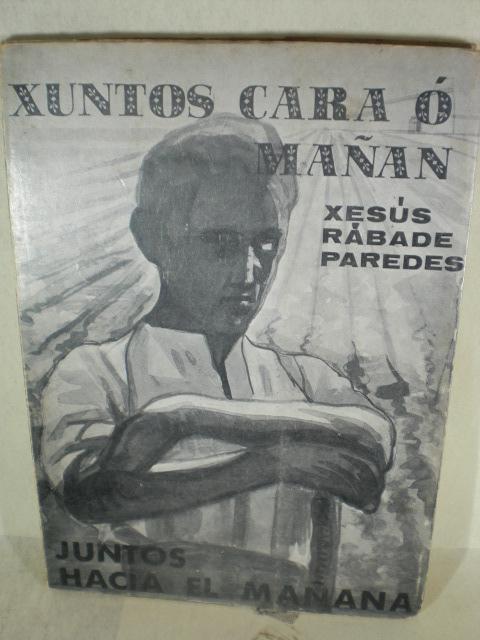 XUNTOS CARA Ó
MAÑAN
XESÚS
RÁBADE
PAREDES
JUNTOS
HACIA EL MAÑANA